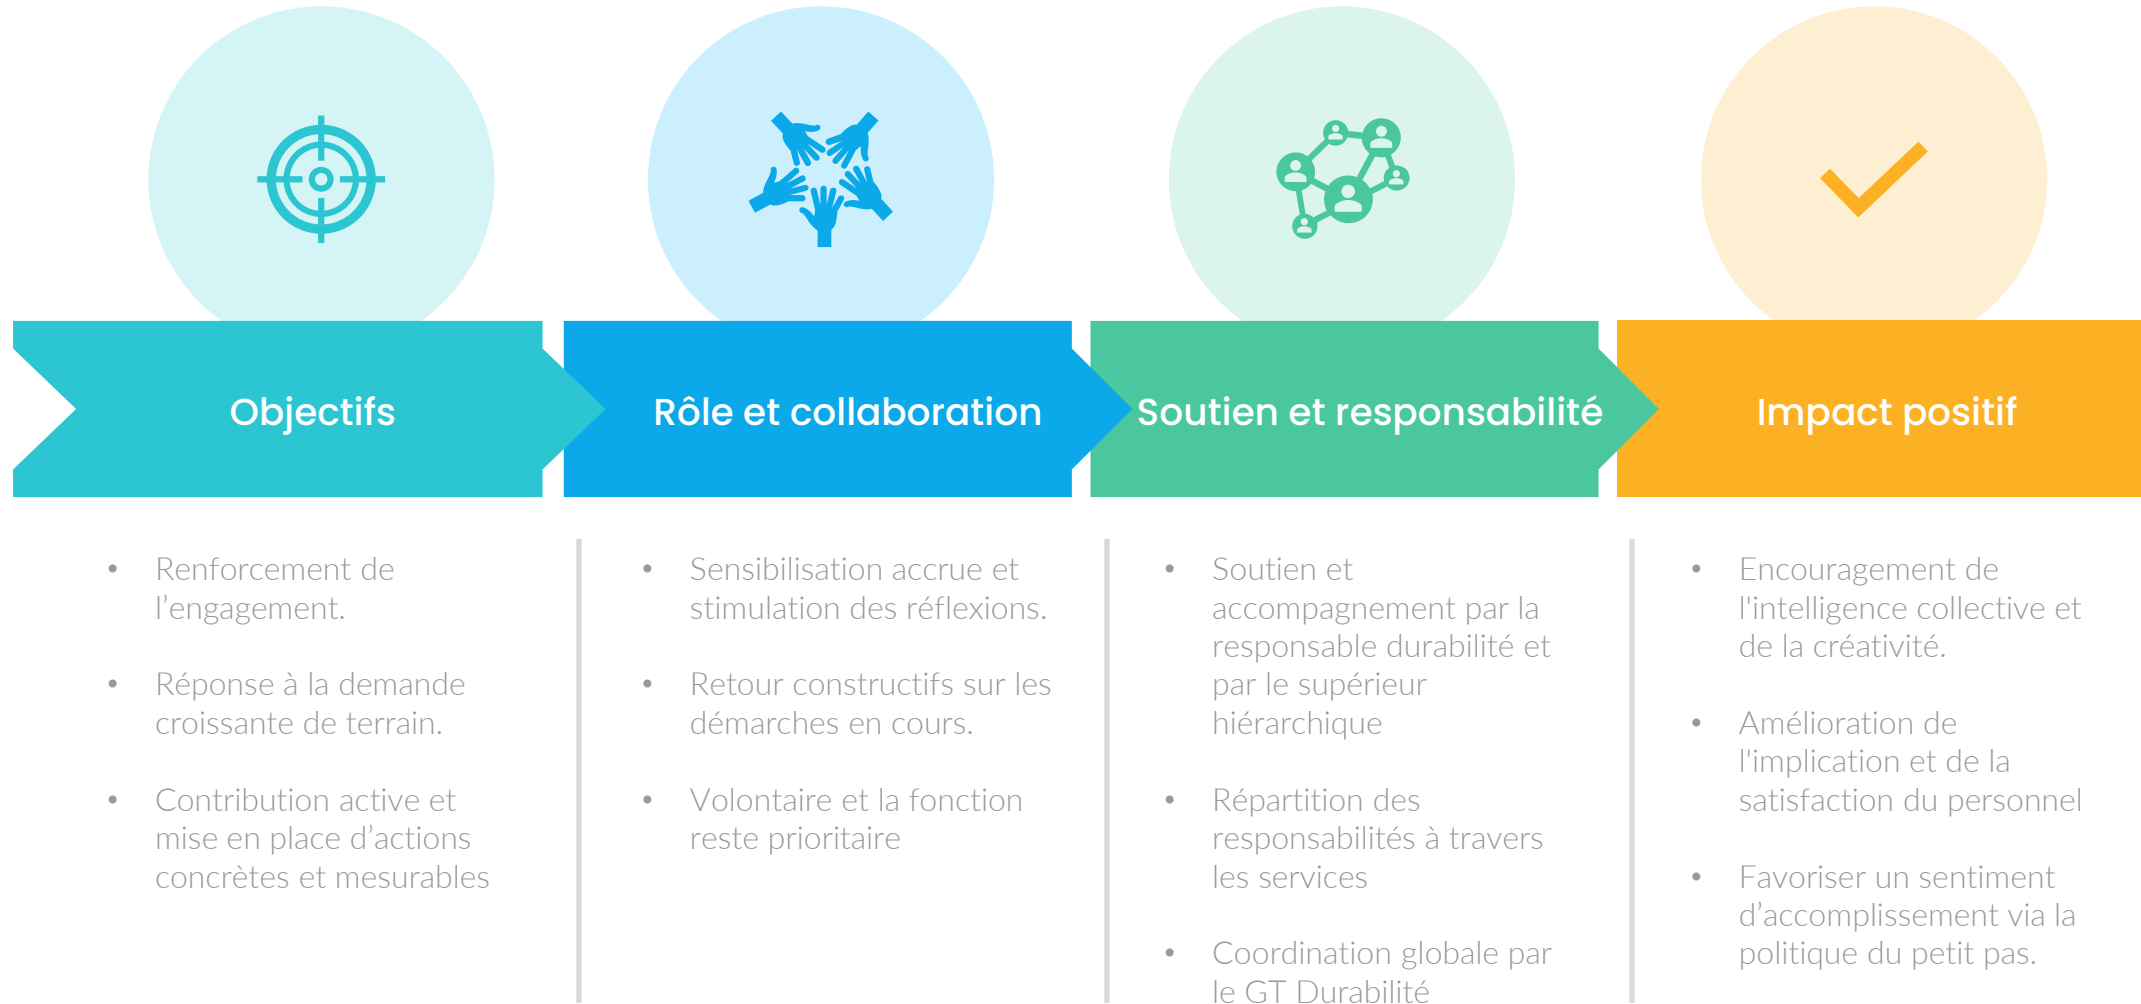 Objectifs
Rôle et collaboration
Soutien et responsabilité
Impact positif
• Renforcement de
l’engagement.
• Réponse à la demande
croissante de terrain.
• Contribution active et
mise en place d’actions
concrètes et mesurables
• Sensibilisation accrue et
stimulation des réflexions.
• Retour constructifs sur les
démarches en cours.
• Volontaire et la fonction
reste prioritaire
• Soutien et
accompagnement par la
responsable durabilité et
par le supérieur
hiérarchique
• Répartition des
responsabilités à travers
les services
• Coordination globale par
le GT Durabilité
• Encouragement de
l'intelligence collective et
de la créativité.
• Amélioration de
l'implication et de la
satisfaction du personnel
• Favoriser un sentiment
d’accomplissement via la
politique du petit pas.